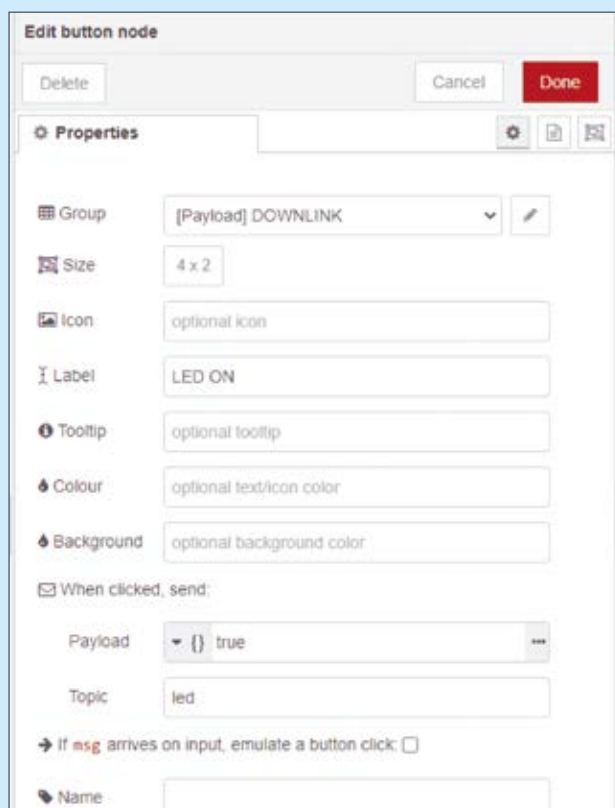 Edit button node
Delete Cancel Done
Properties
Group [Payload] DOWNLINK
Size 4 x 2
Icon optional icon
Label LED ON
Tooltip optional tooltip
Colour optional text/icon color
Background optional background color
When clicked, send:
Payload {} true ...
Topic led
If msg arrives on input, emulate a button click:
Name